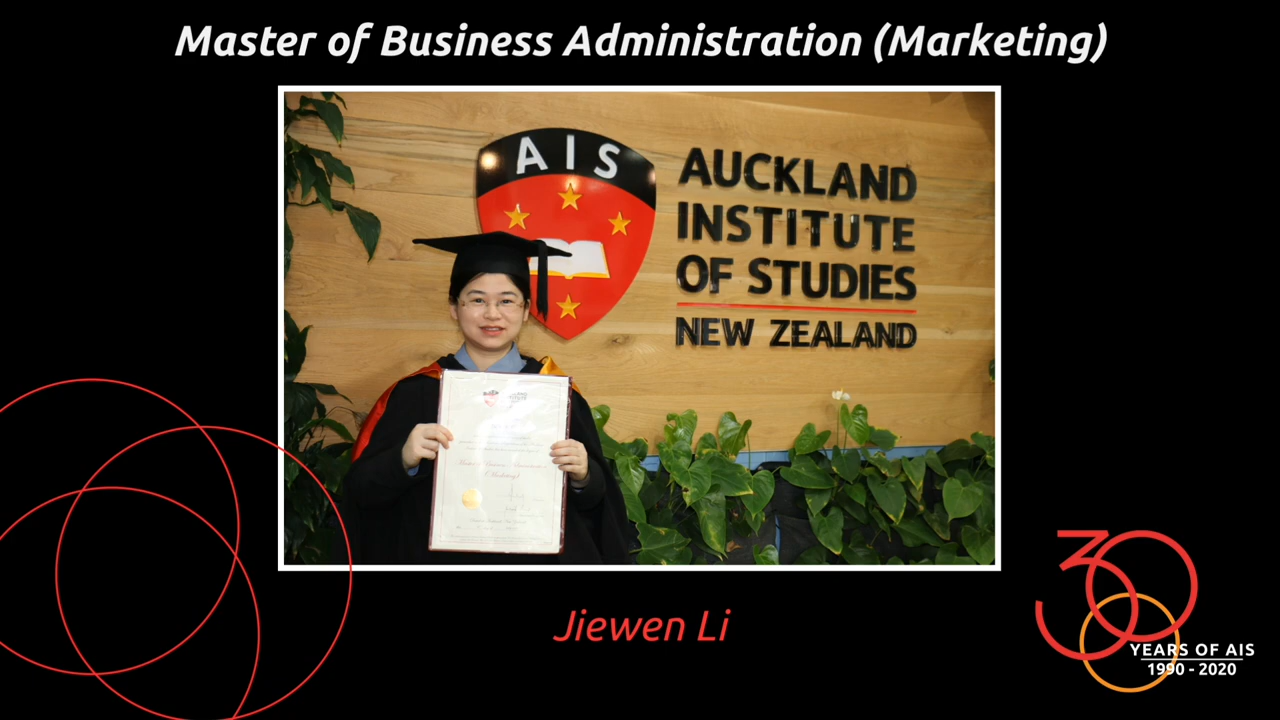 Master of Business Administration (Marketing)
AIS
AUCKLAND
INSTITUTE
OF STUDIES
NEW ZEALAND
Jiewen Li
30
YEARS OF AIS
1990 - 2020